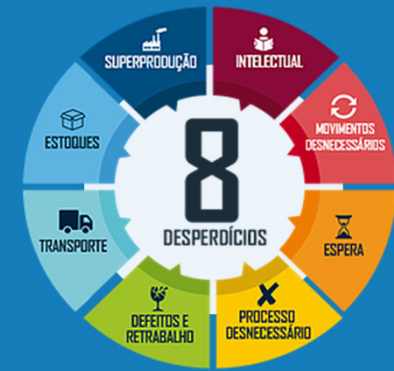 8
DESPERDÍCIOS
SUPERPRODUÇÃO
INTELECTUAL
MOVIMENTOS
DESNECESSÁRIOS
ESPERA
PROCESSO
DESNECESSÁRIO
DEFEITOS E
RETRABALHO
TRANSPORTE
ESTOQUES